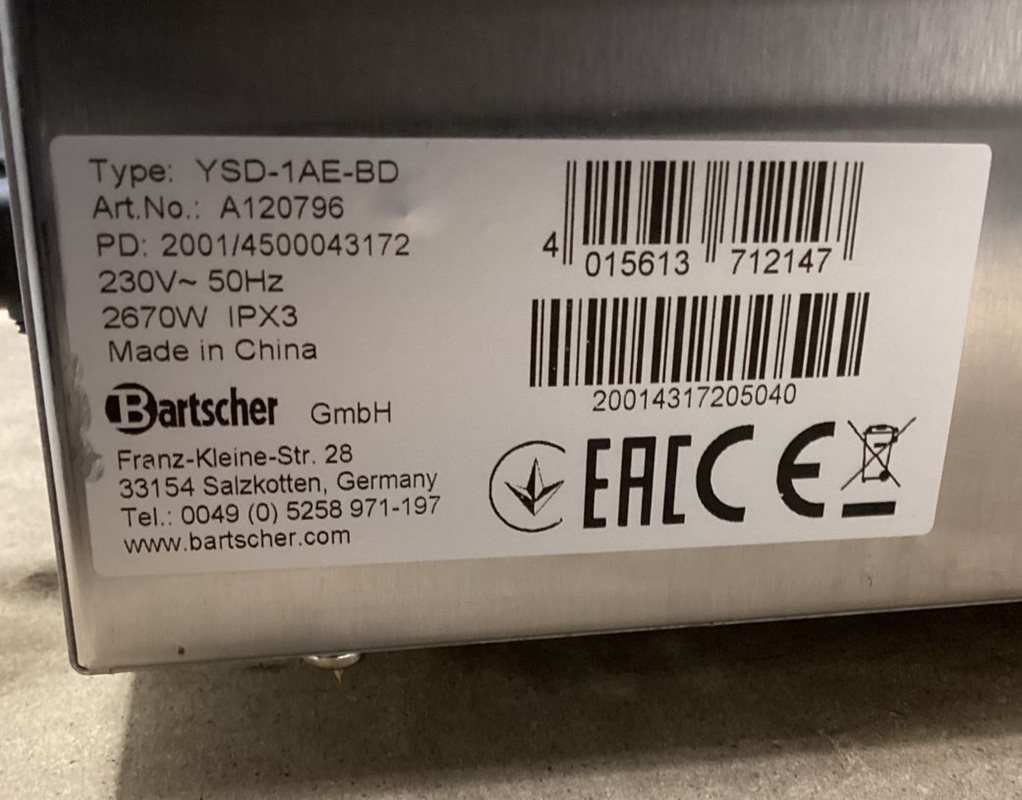 Type: YSD-1AE-BD
Art.No.: A120796
PD: 2001/4500043172
230V~ 50Hz
2670W IPX3
Made in China
Bartscher GmbH
Franz-Kleine-Str. 28
33154 Salzkotten, Germany
Tel.: 0049 (0) 5258 971-197
www.bartscher.com
4 015613 712147
20014317205040
EAC CE